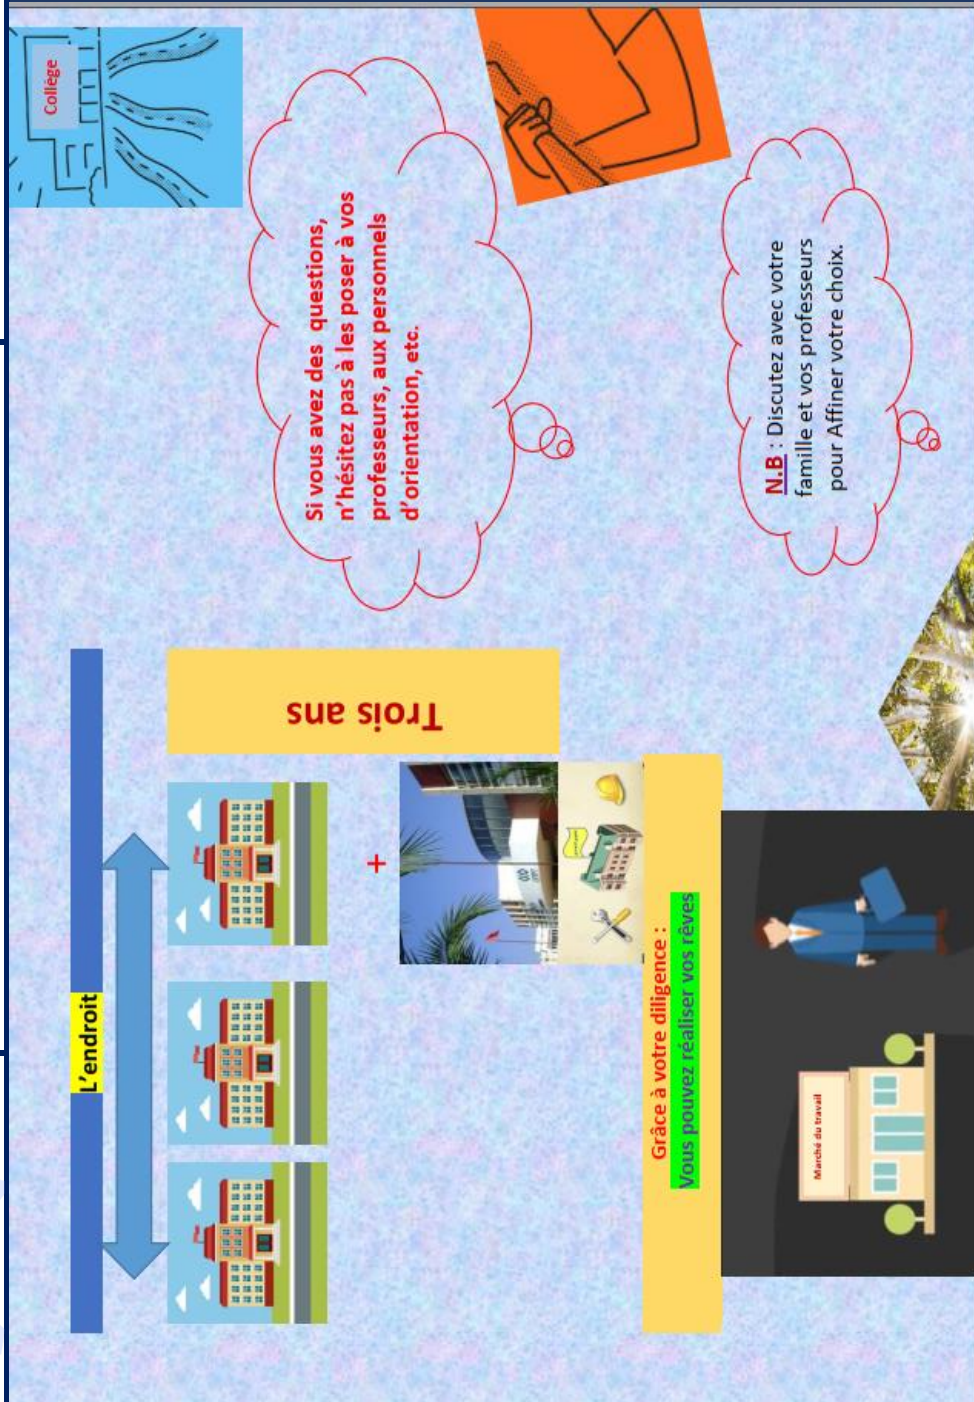 L'endroit
Trois ans
+
Grâce à votre diligence :
Vous pouvez réaliser vos rêves
Marché du travail
Collège
Si vous avez des questions,
n'hésitez pas à les poser à vos
professeurs, aux personnels
d'orientation, etc.
N.B : Discutez avec votre
famille et vos professeurs
pour Affiner votre choix.